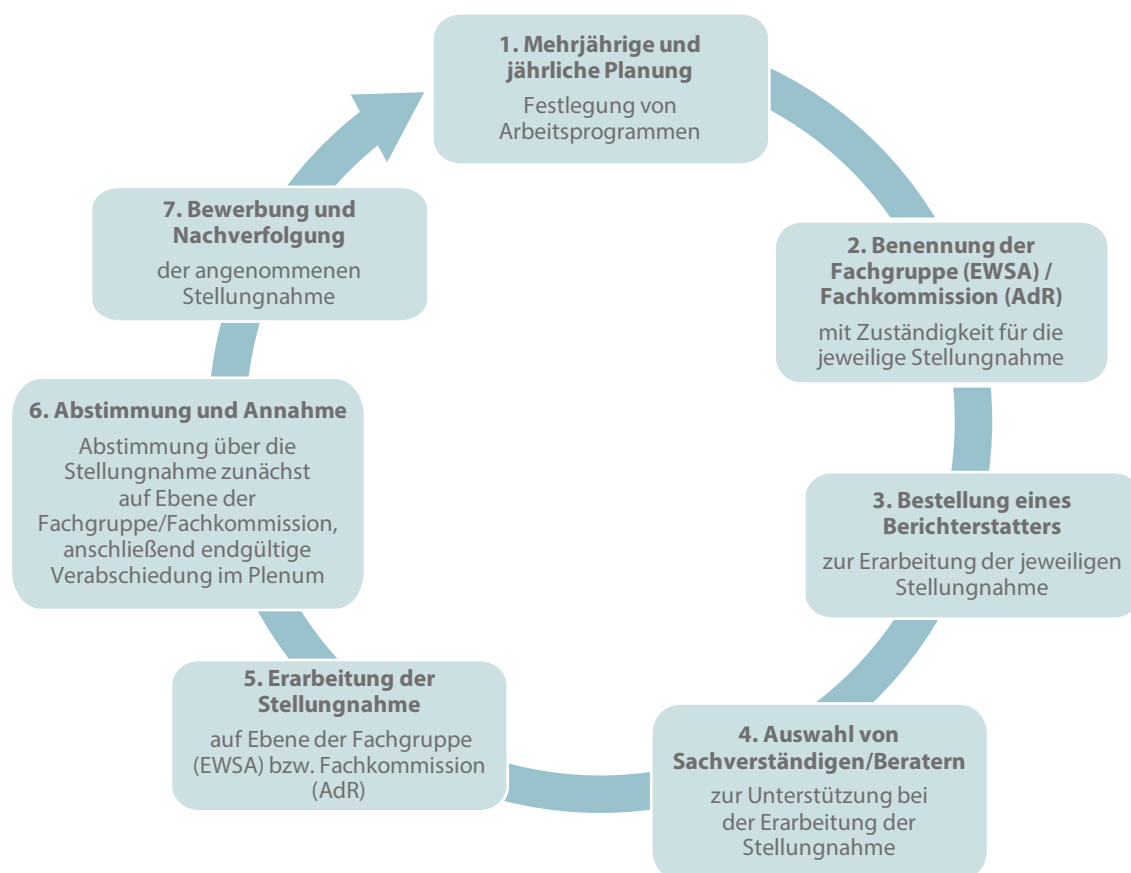 1. Mehrjährige und
jährliche Planung
Festlegung von
Arbeitsprogrammen
2. Benennung der
Fachgruppe (EWSA) /
Fachkommission (AdR)
mit Zuständigkeit für die
jeweilige Stellungnahme
3. Bestellung eines
Berichterstatters
zur Erarbeitung der jeweiligen
Stellungnahme
4. Auswahl von
Sachverständigen/Beratern
zur Unterstützung bei
der Erarbeitung der
Stellungnahme
5. Erarbeitung der
Stellungnahme
auf Ebene der Fachgruppe
(EWSA) bzw. Fachkommission
(AdR)
6. Abstimmung und Annahme
Abstimmung über die
Stellungnahme zunächst
auf Ebene der
Fachgruppe/Fachkommission,
anschließend endgültige
Verabschiedung im Plenum
7. Bewerbung und
Nachverfolgung
der angenommenen
Stellungnahme